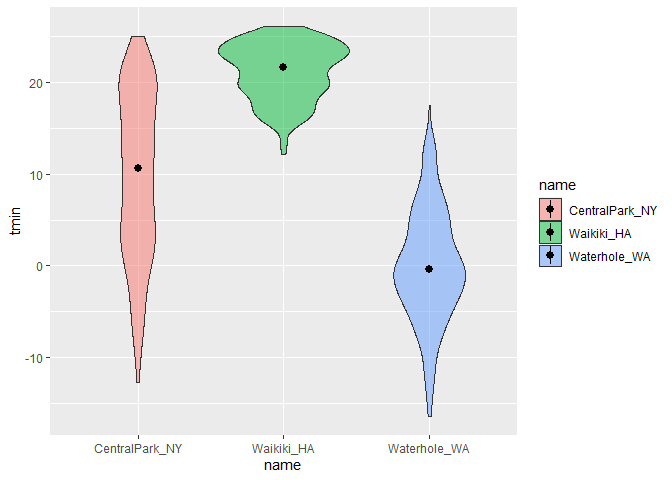 tmin
20
10
0
-10
CentralPark_NY Waikiki_HA Waterhole_WA
name
name
CentralPark_NY
Waikiki_HA
Waterhole_WA